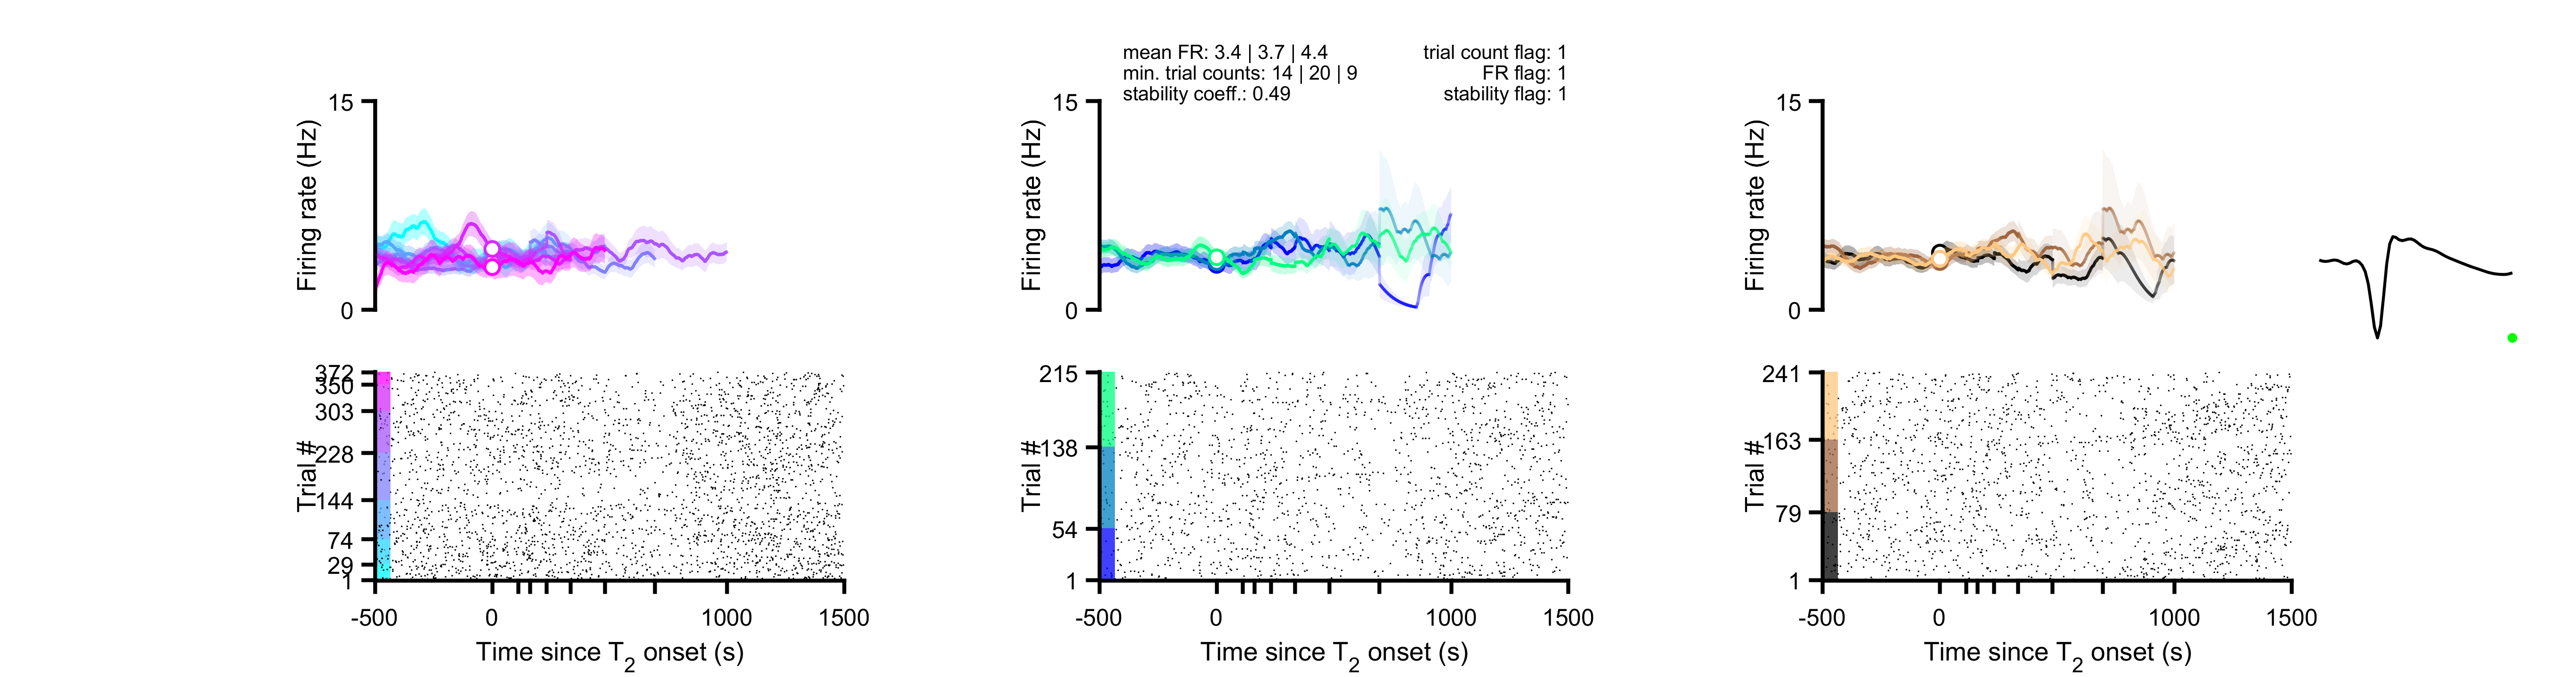 mean FR: 3.4 | 3.7 | 4.4
min. trial counts: 14 | 20 | 9
stability coeff.: 0.49
trial count flag: 1
FR flag: 1
stability flag: 1
Firing rate (Hz)
15
0
Trial #
372
350
303
228
144
74
29
1
-500
0
1000
1500
Time since T2 onset (s)
Firing rate (Hz)
15
0
Trial #
215
138
54
1
-500
0
1000
1500
Time since T2 onset (s)
Firing rate (Hz)
15
0
Trial #
241
163
79
1
-500
0
1000
1500
Time since T2 onset (s)